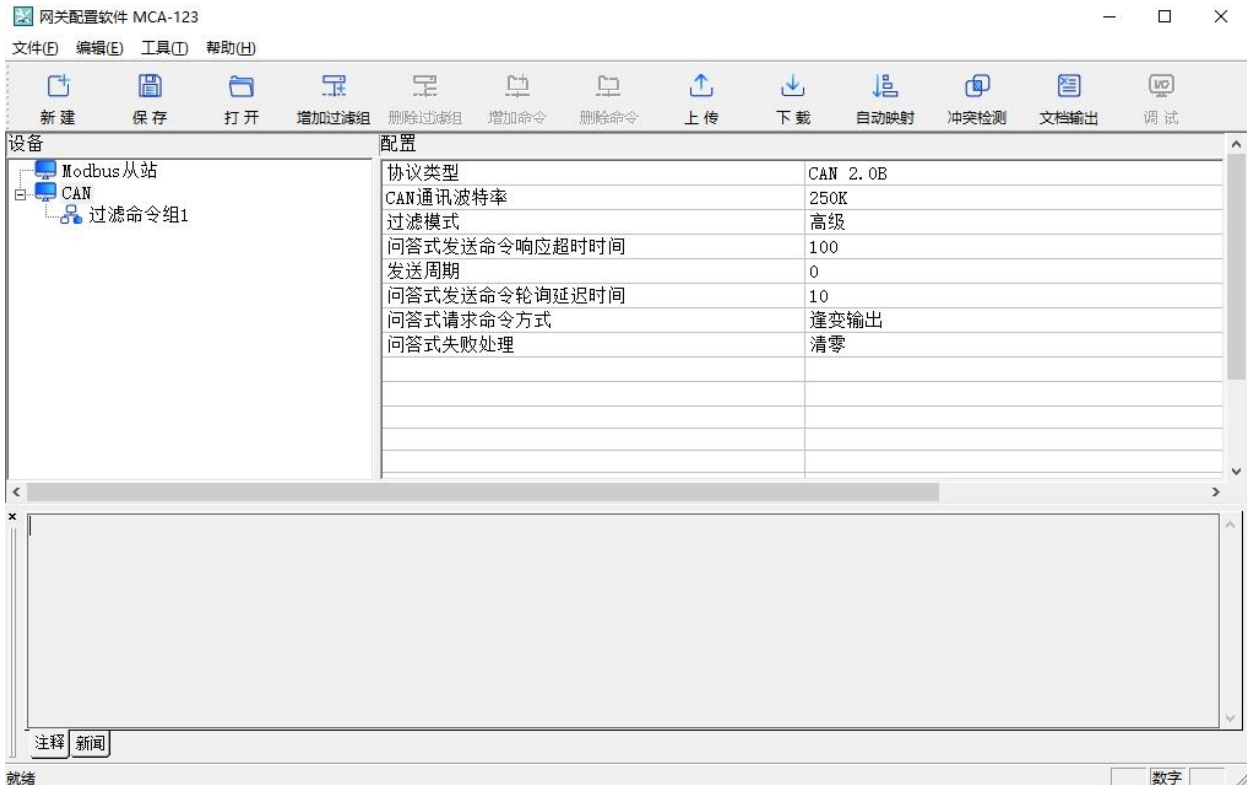 网关配置软件 MCA-123
文件(F) 编辑(E) 工具(T) 帮助(H)
新建 保存 打开 增加过滤组 删除过滤组 增加命令 删除命令 上传 下载 自动映射 冲突检测 文档输出 调试
设备 配置
Modbus从站
CAN
过滤命令组1
协议类型 CAN 2.0B
CAN通讯波特率 250K
过滤模式 高级
问答式发送命令响应超时时间 100
发送周期 0
问答式发送命令轮询延迟时间 10
问答式请求命令方式 逢变输出
问答式失败处理 清零
注释 新闻
就绪 数字